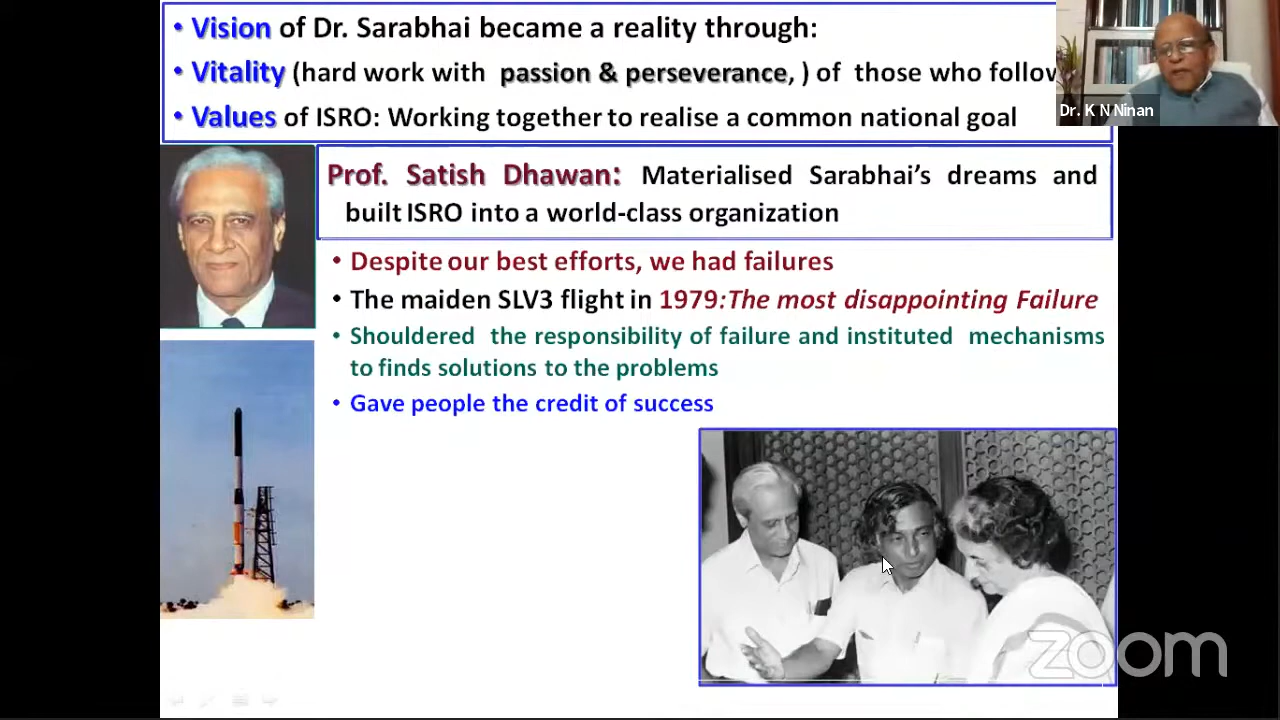 • Vision of Dr. Sarabhai became a reality through:
• Vitality (hard work with passion & perseverance, ) of those who follow
• Values of ISRO: Working together to realise a common national goal
Dr. K N Ninan
Prof. Satish Dhawan: Materialised Sarabhai's dreams and
built ISRO into a world-class organization
• Despite our best efforts, we had failures
• The maiden SLV3 flight in 1979:The most disappointing Failure
• Shouldered the responsibility of failure and instituted mechanisms
to finds solutions to the problems
• Gave people the credit of success
zoom